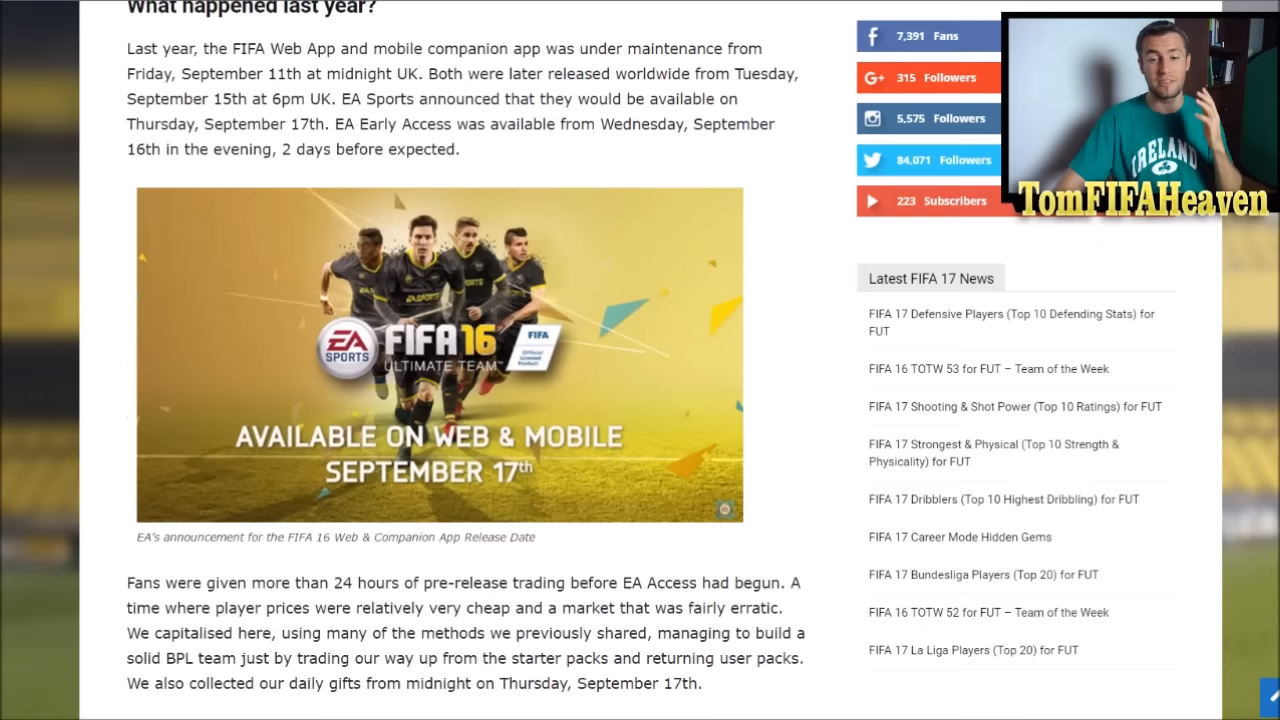 What happened last year?
Last year, the FIFA Web App and mobile companion app was under maintenance from
Friday, September 11th at midnight UK. Both were later released worldwide from Tuesday,
September 15th at 6pm UK. EA Sports announced that they would be available on
Thursday, September 17th. EA Early Access was available from Wednesday, September
16th in the evening, 2 days before expected.
EA SPORTS
EA SPORTS
FIFA 16
ULTIMATE TEAM™
FIFA
Official
Licensed
Product
AVAILABLE ON WEB & MOBILE
SEPTEMBER 17th
EA's announcement for the FIFA 16 Web & Companion App Release Date
Fans were given more than 24 hours of pre-release trading before EA Access had begun. A
time where player prices were relatively very cheap and a market that was fairly erratic.
We capitalised here, using many of the methods we previously shared, managing to build a
solid BPL team just by trading our way up from the starter packs and returning user packs.
We also collected our daily gifts from midnight on Thursday, September 17th.
7,391 Fans
G+ 315 Followers
5,575 Followers
84,071 Followers
223 Subscribers
IRELAND
TomFIFAHeaven
Latest FIFA 17 News
FIFA 17 Defensive Players (Top 10 Defending Stats) for
FUT
FIFA 16 TOTW 53 for FUT – Team of the Week
FIFA 17 Shooting & Shot Power (Top 10 Ratings) for FUT
FIFA 17 Strongest & Physical (Top 10 Strength &
Physicality) for FUT
FIFA 17 Dribblers (Top 10 Highest Dribbling) for FUT
FIFA 17 Career Mode Hidden Gems
FIFA 17 Bundesliga Players (Top 20) for FUT
FIFA 16 TOTW 52 for FUT – Team of the Week
FIFA 17 La Liga Players (Top 20) for FUT